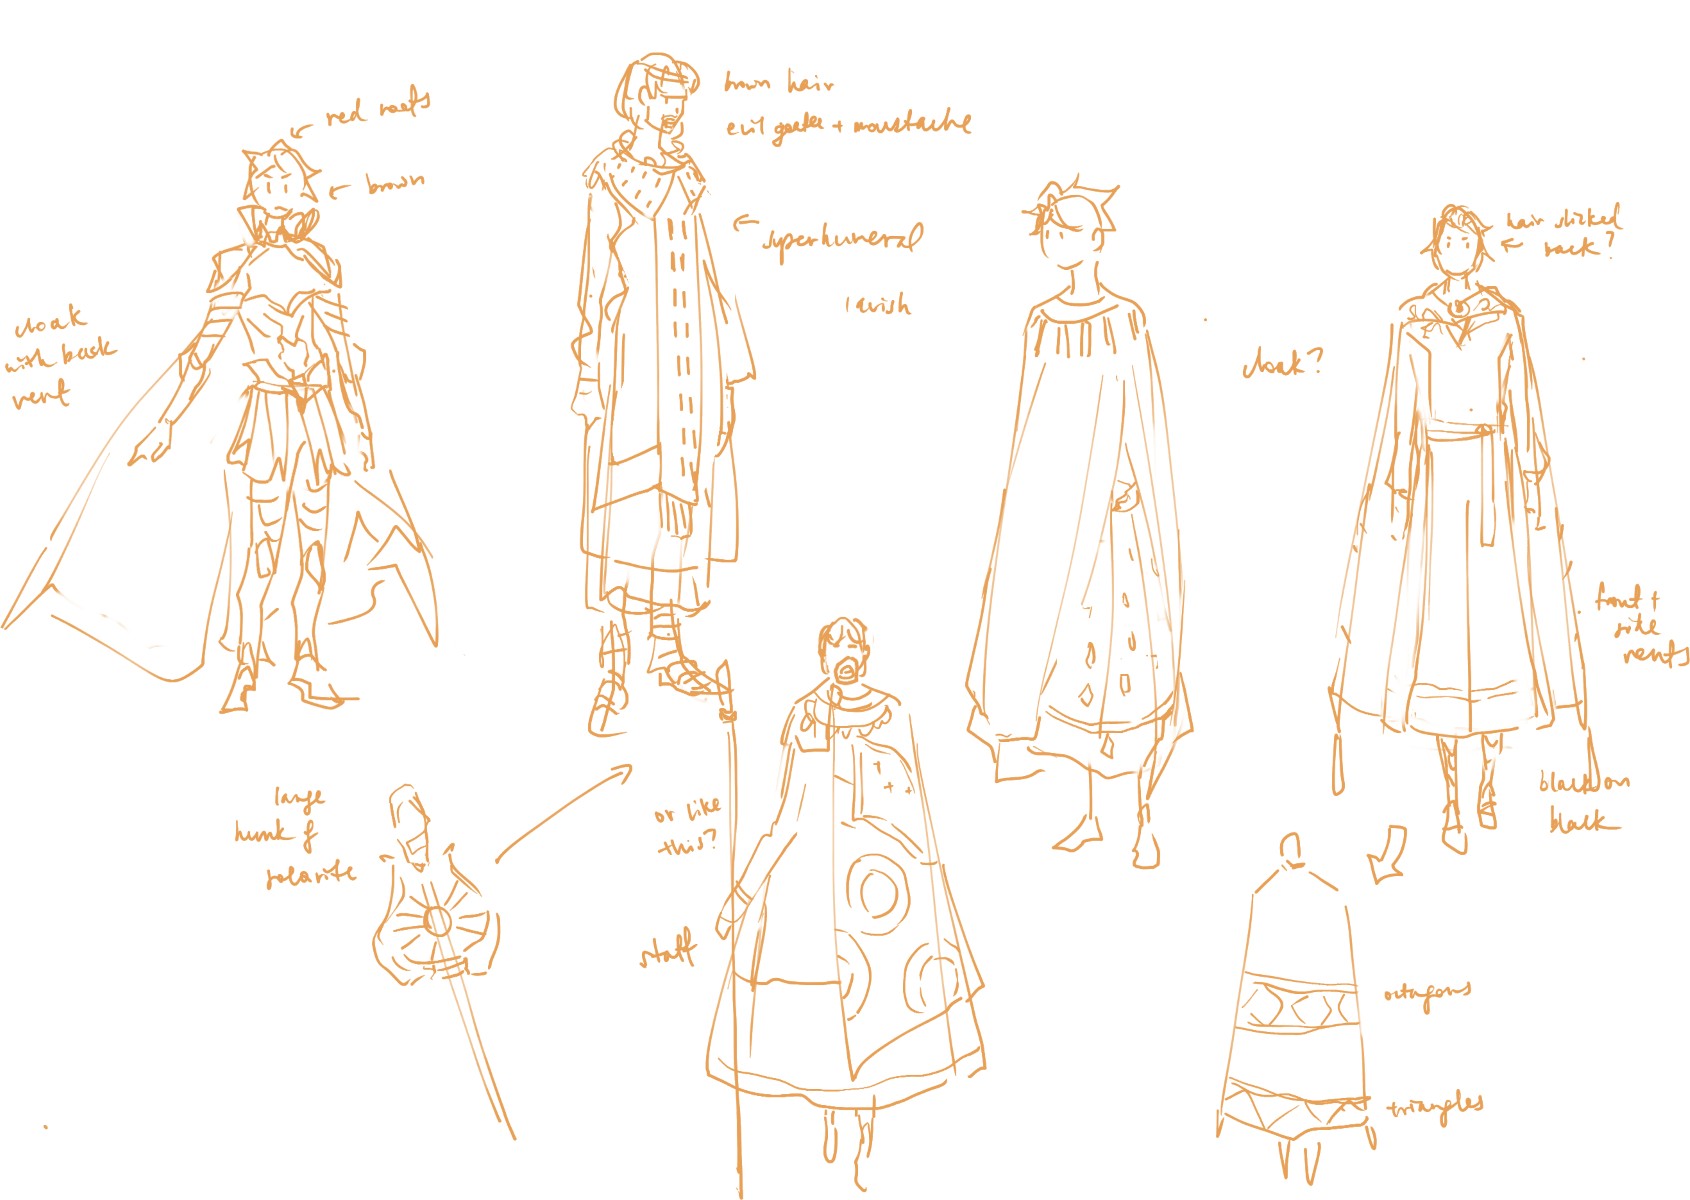 red roots
brown
cloak
with back
vent
brown hair
evil goatee + moustache
superhumeral
lavish
cloak?
hair slicked
back?
front +
side
vents
black on
black
large
hunk of
solarite
or like
this?
staff
octagons
triangles